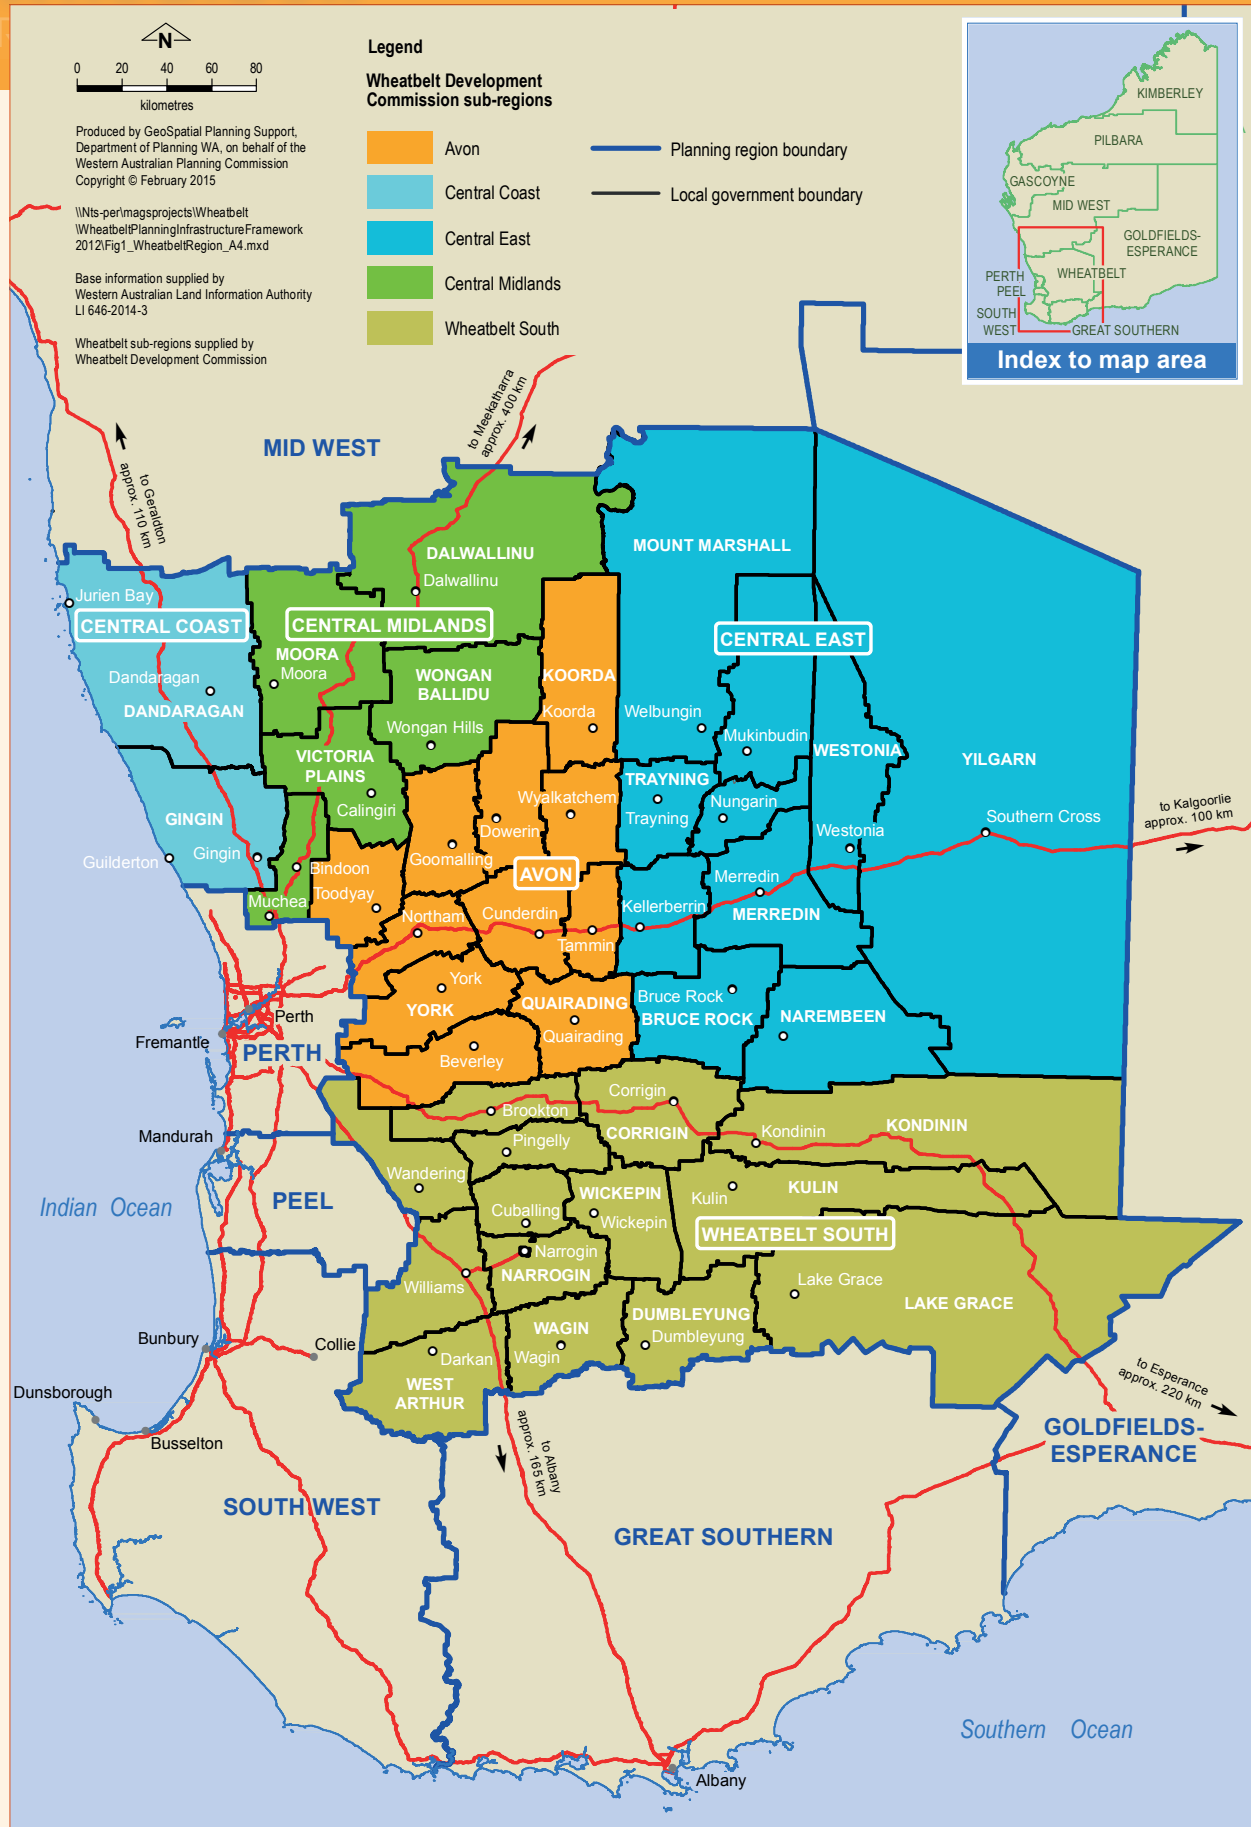 N
0 20 40 60 80
kilometres
Produced by GeoSpatial Planning Support,
Department of Planning WA, on behalf of the
Western Australian Planning Commission
Copyright © February 2015
\\Nts-per\magsprojects\Wheatbelt
\WheatbeltPlanningInfrastructureFramework
2012\Fig1_WheatbeltRegion_A4.mxd
Base information supplied by
Western Australian Land Information Authority
LI 646-2014-3
Wheatbelt sub-regions supplied by
Wheatbelt Development Commission
Legend
Wheatbelt Development
Commission sub-regions
Avon
Central Coast
Central East
Central Midlands
Wheatbelt South
Planning region boundary
Local government boundary
KIMBERLEY
PILBARA
GASCOYNE
MID WEST
GOLDFIELDS-
ESPERANCE
WHEATBELT
PERTH
PEEL
SOUTH
WEST
GREAT SOUTHERN
Index to map area
to Meekatharra
approx. 400 km
MID WEST
to Geraldton
approx. 110 km
DALWALLINU
Dalwallinu
MOUNT MARSHALL
Jurien Bay
CENTRAL COAST
CENTRAL MIDLANDS
CENTRAL EAST
MOORA
Moora
WONGAN
BALLIDU
KOORDA
Dandaragan
DANDARAGAN
Koorda
Welbungin
Wongan Hills
Mukinbudin
WESTONIA
YILGARN
VICTORIA
PLAINS
TRAYNING
Calingiri
Wyalkatchem
Nungarin
to Kalgoorlie
approx. 100 km
GINGIN
Dowerin
Trayning
Westonia
Southern Cross
Guilderton
Gingin
Bindoon
Goomalling
AVON
Merredin
Toodyay
Muchea
Northam
Cunderdin
Kellerberrin
MERREDIN
Tammin
York
YORK
QUAIRADING
Quairading
Bruce Rock
BRUCE ROCK
NAREMBEEN
Perth
Fremantle
PERTH
Beverley
Corrigin
Brookton
CORRIGIN
Kondinin
KONDININ
Mandurah
Pingelly
Wandering
WICKEPIN
Wickepin
Kulin
KULIN
Indian Ocean
PEEL
Cuballing
WHEATBELT SOUTH
Narrogin
NARROGIN
Williams
Lake Grace
LAKE GRACE
DUMBLEYUNG
Dumbleyung
WAGIN
Wagin
Bunbury
Collie
Darkan
WEST
ARTHUR
to Esperance
approx. 220 km
Dunsborough
Busselton
to Albany
approx. 165 km
GOLDFIELDS-
ESPERANCE
SOUTH WEST
GREAT SOUTHERN
Southern Ocean
Albany